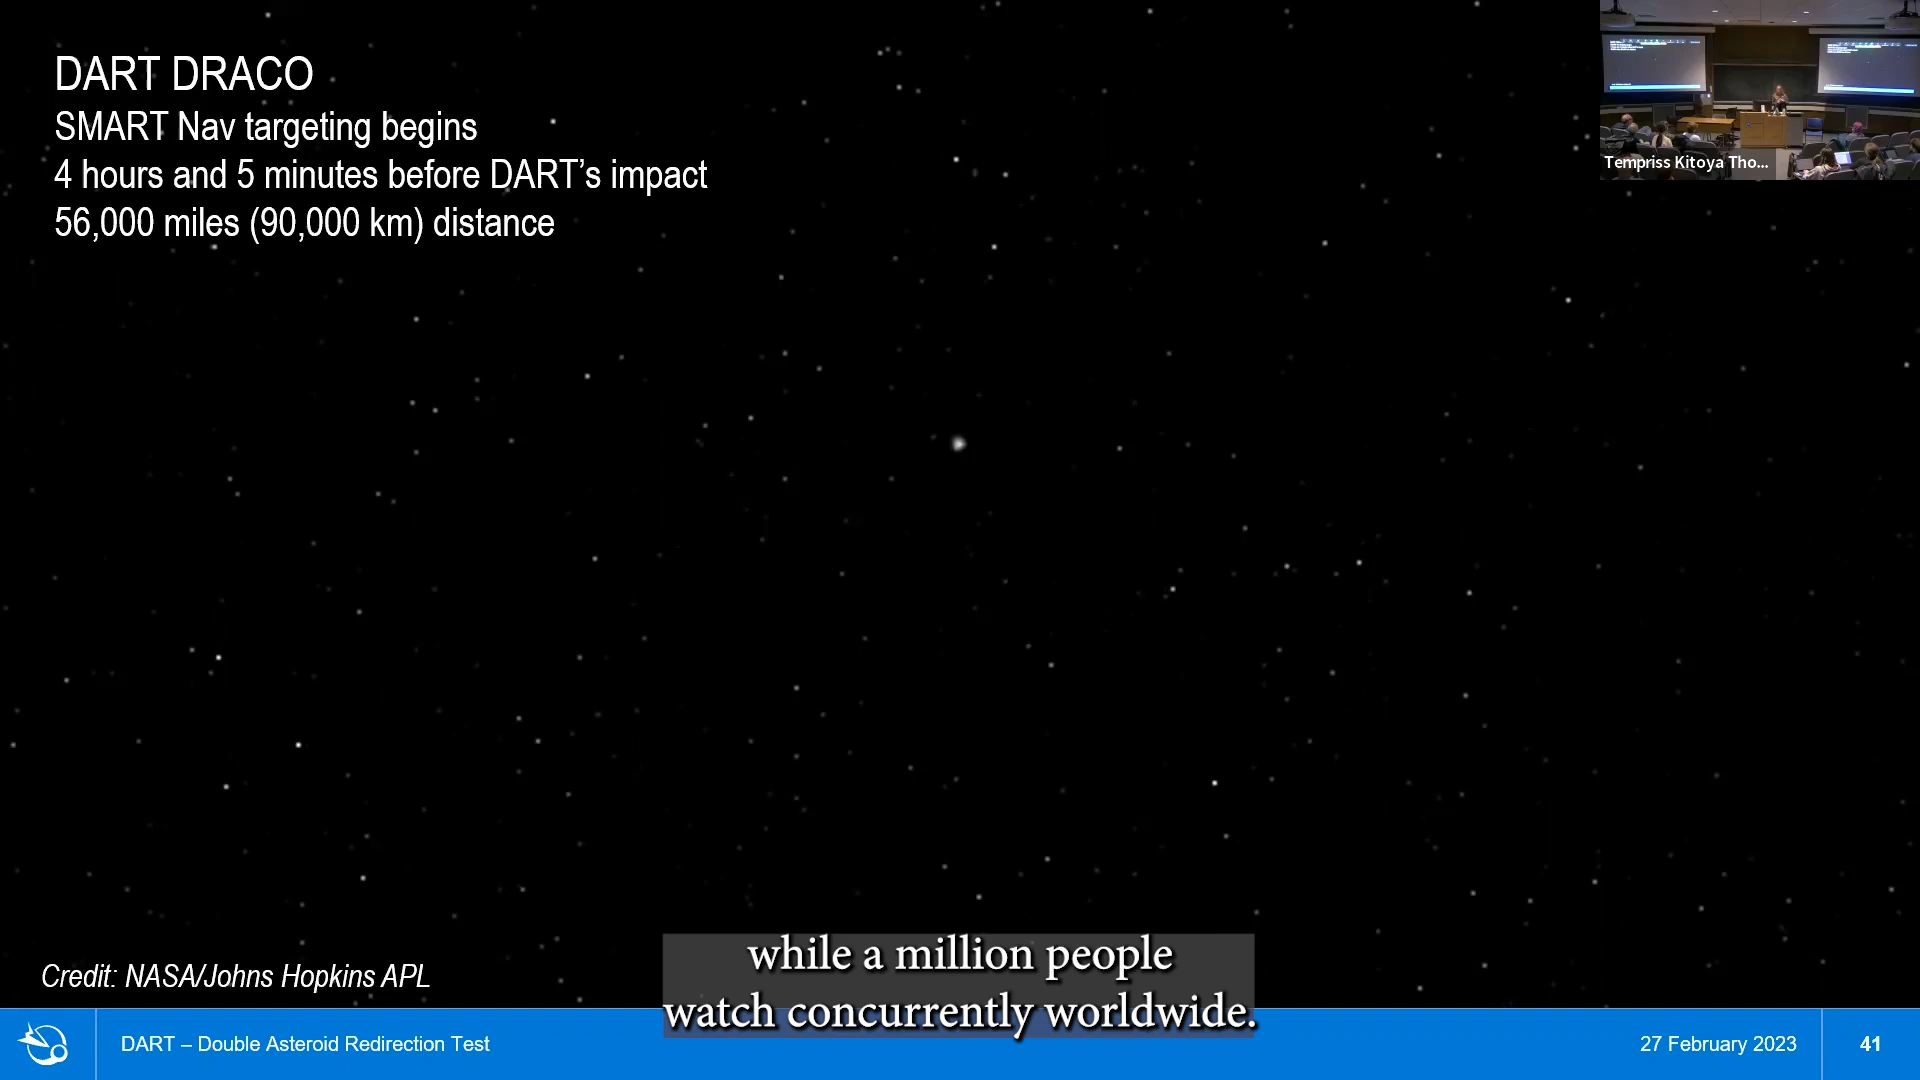 DART DRACO
SMART Nav targeting begins
4 hours and 5 minutes before DART’s impact
56,000 miles (90,000 km) distance
Tempriss Kitoya Tho...
Credit: NASA/Johns Hopkins APL
while a million people
watch concurrently worldwide.
DART – Double Asteroid Redirection Test
27 February 2023
41